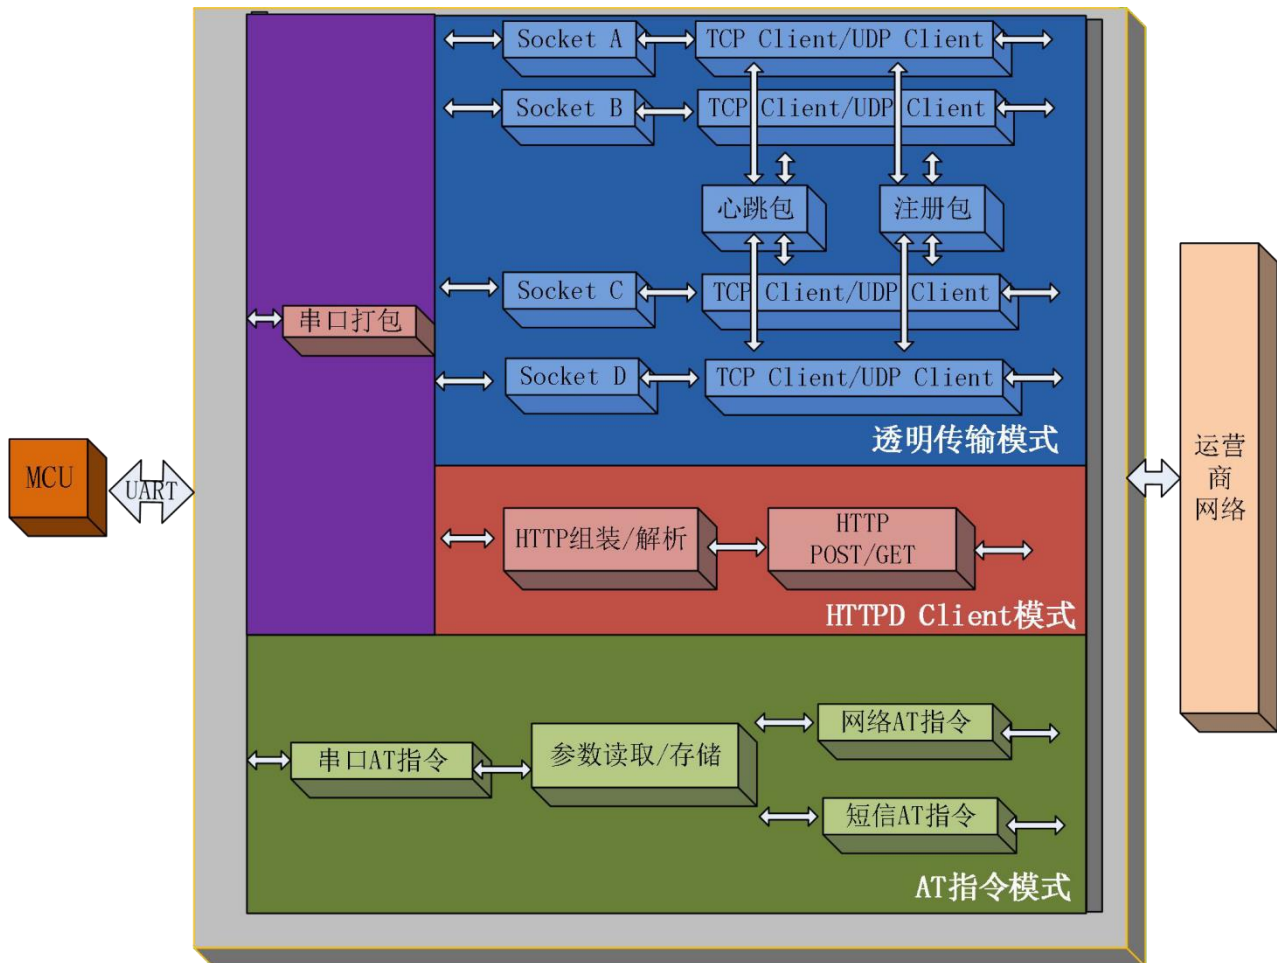 Socket A
TCP Client/UDP Client
Socket B
TCP Client/UDP Client
心跳包
注册包
Socket C
TCP Client/UDP Client
串口打包
Socket D
TCP Client/UDP Client
透明传输模式
MCU
UART
运营
商
网络
HTTP组装/解析
HTTP
POST/GET
HTTPD Client模式
网络AT指令
串口AT指令
参数读取/存储
短信AT指令
AT指令模式